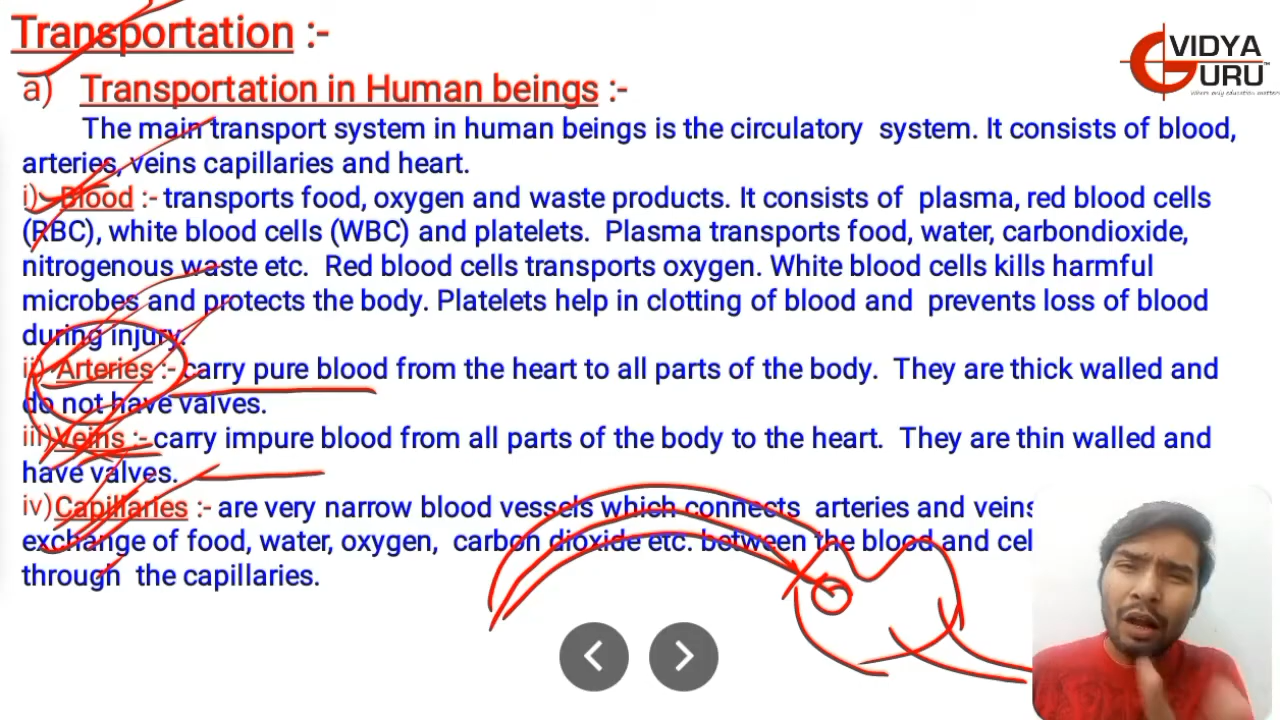 Transportation :-
VIDYA
GURU
TM
Where only education matters
a) Transportation in Human beings :-
The main transport system in human beings is the circulatory system. It consists of blood,
arteries, veins capillaries and heart.
i) Blood :- transports food, oxygen and waste products. It consists of plasma, red blood cells
(RBC), white blood cells (WBC) and platelets. Plasma transports food, water, carbondioxide,
nitrogenous waste etc. Red blood cells transports oxygen. White blood cells kills harmful
microbes and protects the body. Platelets help in clotting of blood and prevents loss of blood
during injury.
ii) Arteries :- carry pure blood from the heart to all parts of the body. They are thick walled and
do not have valves.
iii) Veins :- carry impure blood from all parts of the body to the heart. They are thin walled and
have valves.
iv) Capillaries :- are very narrow blood vessels which connects arteries and veins
exchange of food, water, oxygen, carbon dioxide etc. between the blood and cel
through the capillaries.